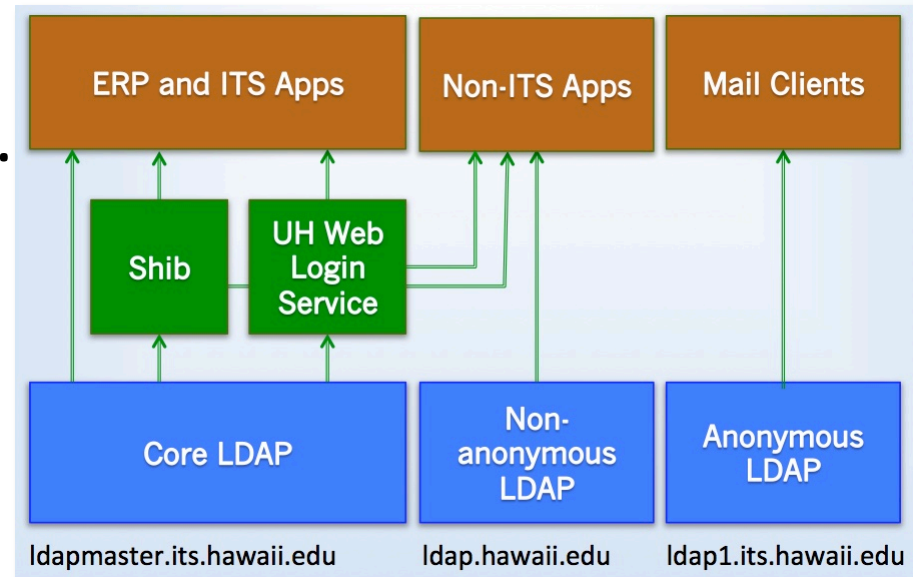 ERP and ITS Apps
Non-ITS Apps
Mail Clients
.
Shib
UH Web
Login
Service
Core LDAP
Non-
anonymous
LDAP
Anonymous
LDAP
ldapmaster.its.hawaii.edu
ldap.hawaii.edu
ldap1.its.hawaii.edu